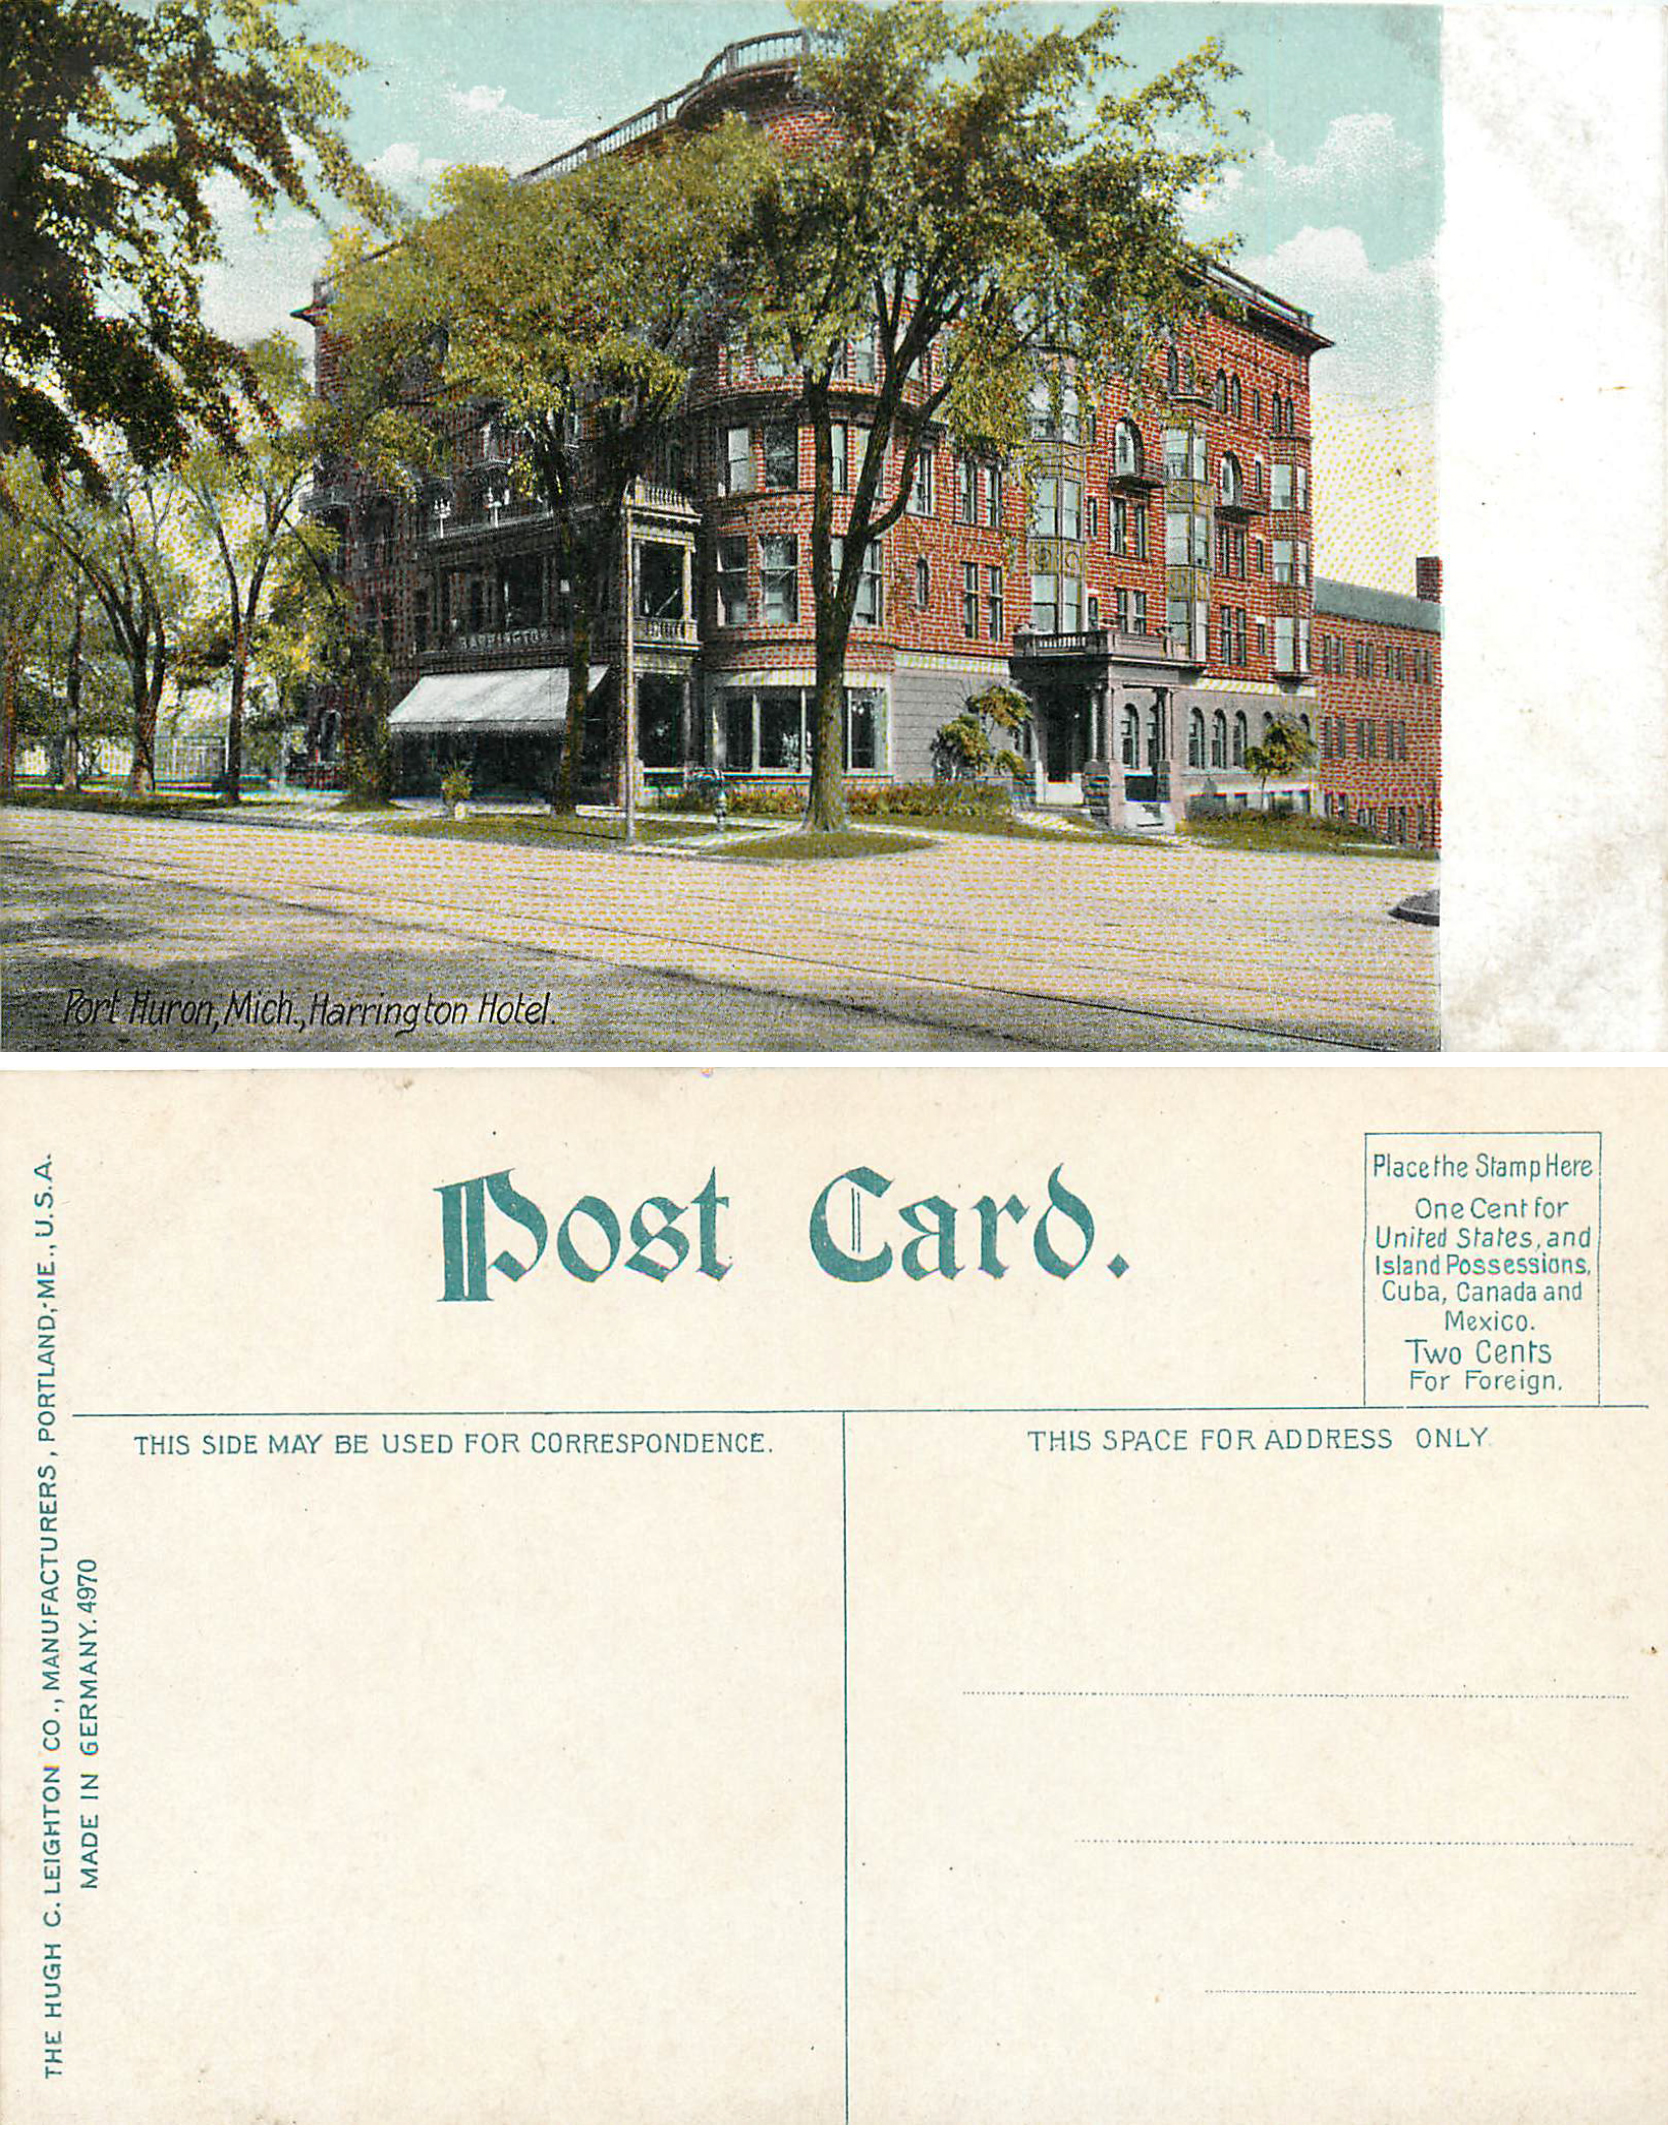 HARRINGTON
Port Huron, Mich., Harrington Hotel.
Post Card.
Place the Stamp Here
One Cent for
United States, and
Island Possessions,
Cuba, Canada and
Mexico.
Two Cents
For Foreign.
THIS SIDE MAY BE USED FOR CORRESPONDENCE.
THIS SPACE FOR ADDRESS ONLY.
THE HUGH C. LEIGHTON CO., MANUFACTURERS, PORTLAND, ME., U.S.A.
MADE IN GERMANY. 4970